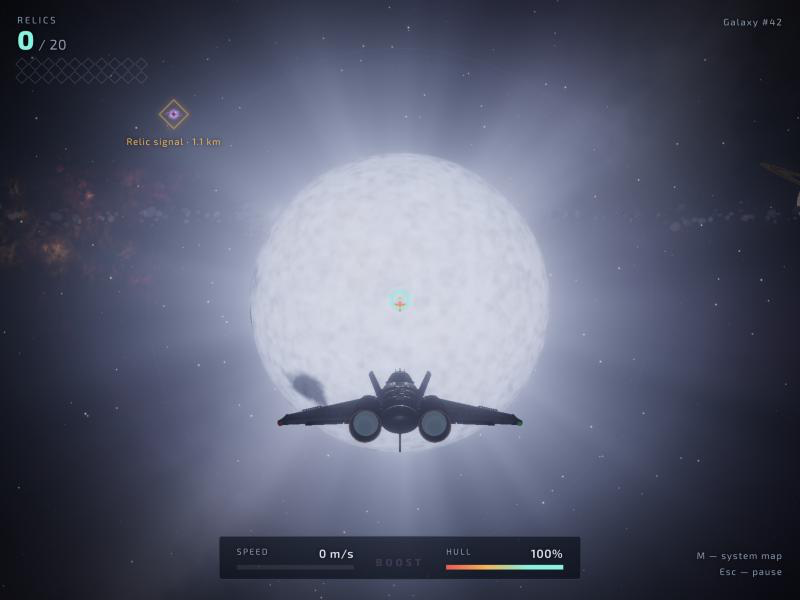 RELICS
0 / 20
Galaxy #42
Relic signal · 1.1 km
SPEED 0 m/s
BOOST
HULL 100%
M — system map
Esc — pause